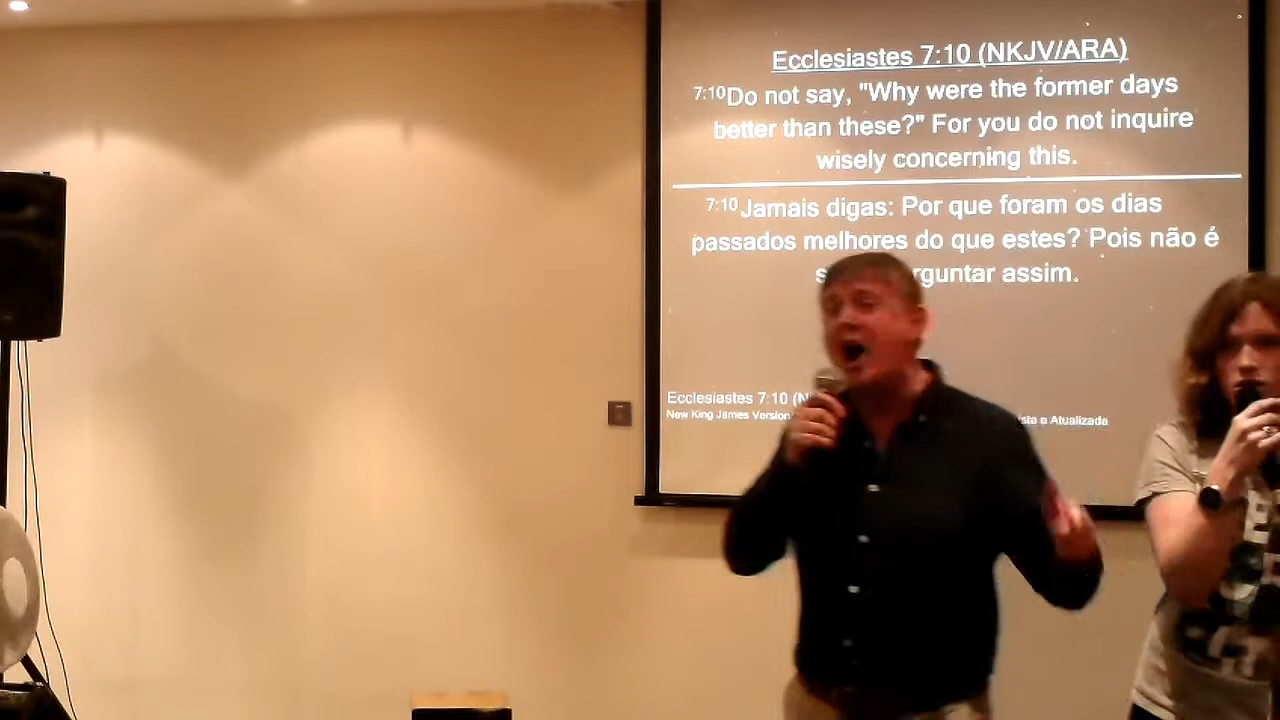 Ecclesiastes 7:10 (NKJV/ARA)
7:10Do not say, "Why were the former days
better than these?" For you do not inquire
wisely concerning this.
7:10Jamais digas: Por que foram os dias
passados melhores do que estes? Pois não é
assim.
Ecclesiastes 7:10
New King James Version
e Atualizada